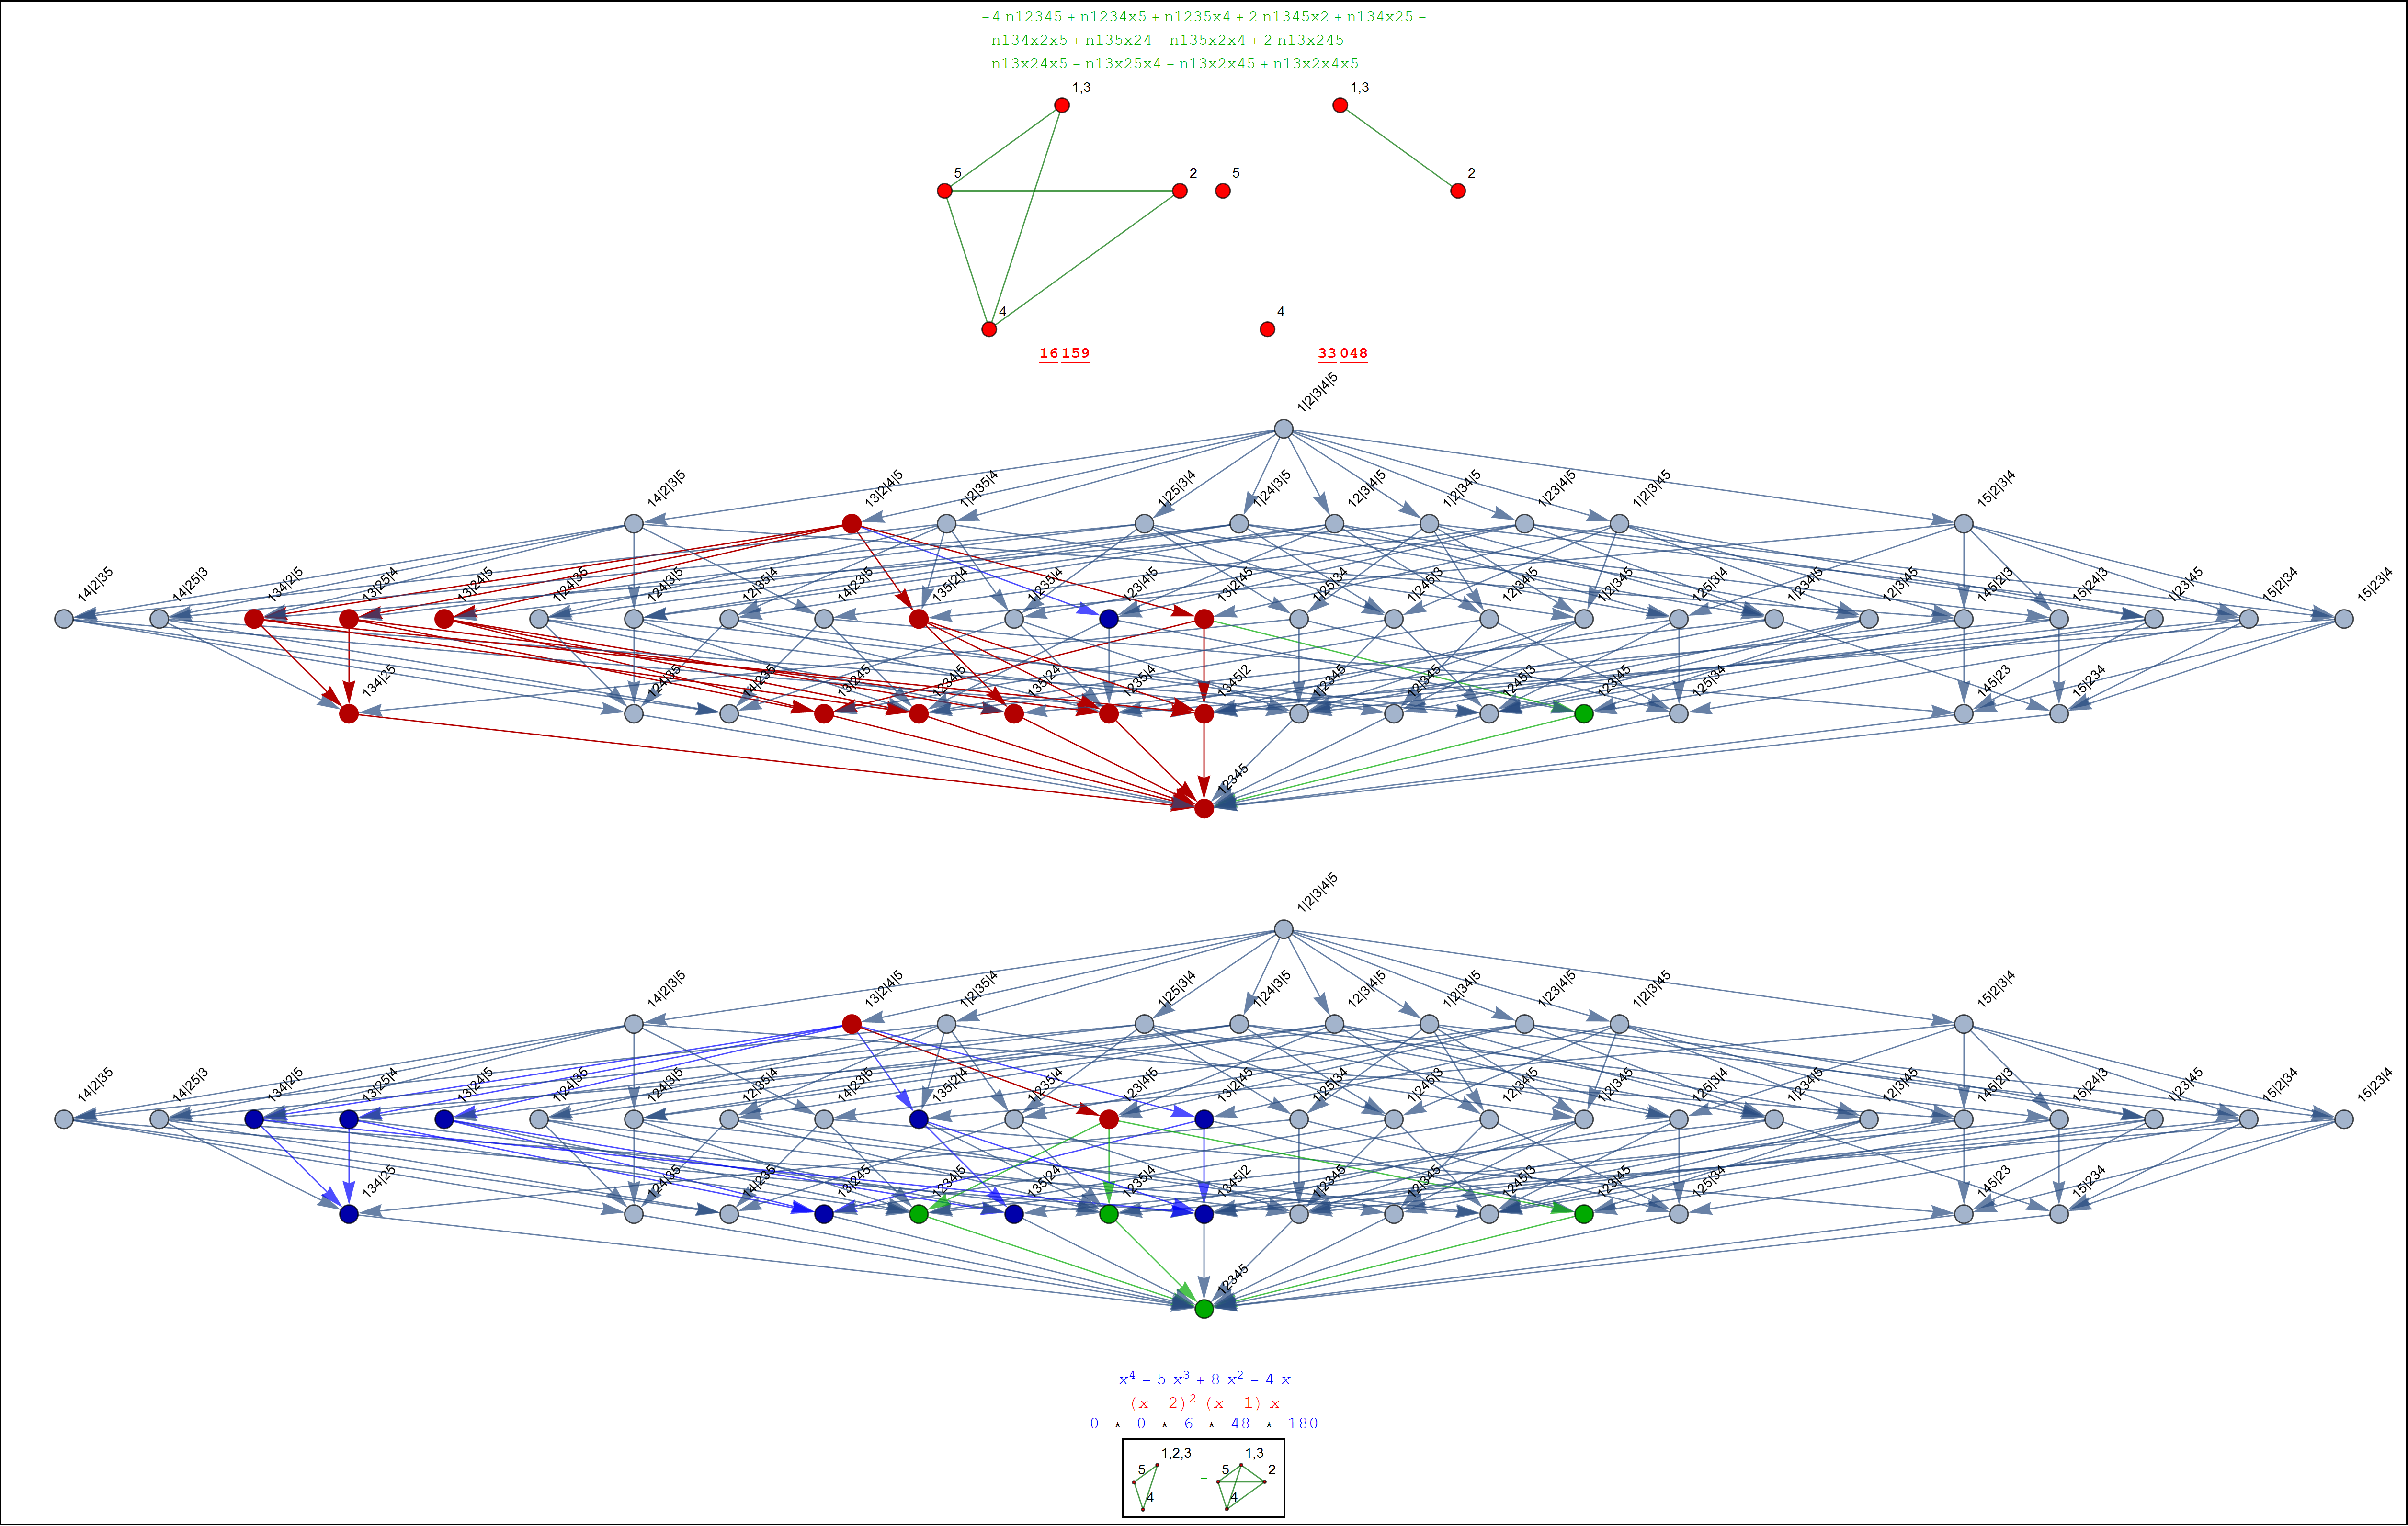 −4 n12345 + n1234x5 + n1235x4 + 2 n1345x2 + n134x25 −
n134x2x5 + n135x24 − n135x2x4 + 2 n13x245 −
n13x24x5 − n13x25x4 − n13x2x45 + n13x2x4x5
1,3 1,3
5 2 5 2
4 4
16 159 33 048
1|2|3|4|5
14|2|3|5 13|2|4|5 1|2|35|4 1|25|3|4 1|24|3|5 12|3|4|5 1|2|34|5 1|23|4|5 1|2|3|45 15|2|3|4
14|2|35 14|25|3 134|2|5 13|25|4 13|24|5 1|24|35 124|3|5 12|35|4 14|23|5 135|2|4 1|235|4 123|4|5 13|2|45 1|25|34 1|245|3 12|34|5 1|2|345 125|3|4 1|234|5 12|3|45 145|2|3 15|24|3 1|23|45 15|2|34 15|23|4
134|25 124|35 14|235 13|245 1234|5 135|24 1235|4 1345|2 1|2345 12|345 1245|3 123|45 125|34 145|23 15|234
12345
1|2|3|4|5
14|2|3|5 13|2|4|5 1|2|35|4 1|25|3|4 1|24|3|5 12|3|4|5 1|2|34|5 1|23|4|5 1|2|3|45 15|2|3|4
14|2|35 14|25|3 134|2|5 13|25|4 13|24|5 1|24|35 124|3|5 12|35|4 14|23|5 135|2|4 1|235|4 123|4|5 13|2|45 1|25|34 1|245|3 12|34|5 1|2|345 125|3|4 1|234|5 12|3|45 145|2|3 15|24|3 1|23|45 15|2|34 15|23|4
134|25 124|35 14|235 13|245 1234|5 135|24 1235|4 1345|2 1|2345 12|345 1245|3 123|45 125|34 145|23 15|234
12345
x⁴ − 5 x³ + 8 x² − 4 x
(x − 2)² (x − 1) x
0 * 0 * 6 * 48 * 180
1,2,3 1,3
5 + 5 2
4 4